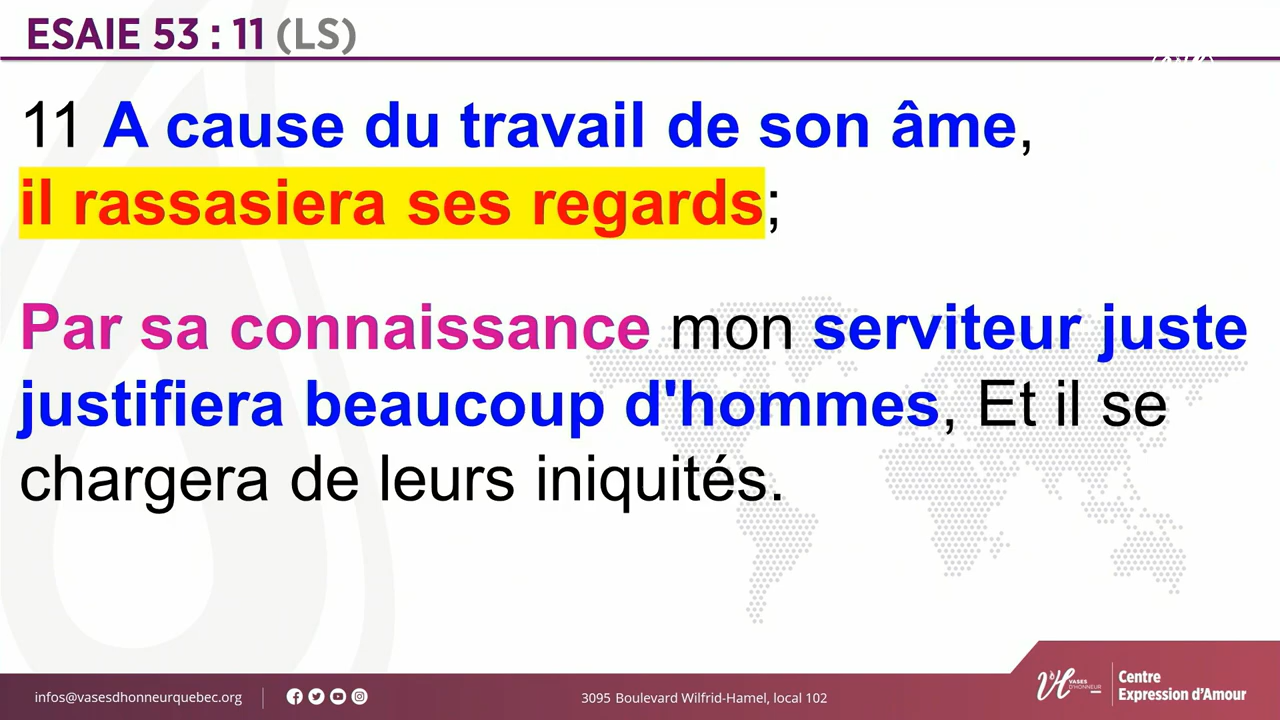 ESAIE 53 : 11 (LS)
11 A cause du travail de son âme,
il rassasiera ses regards;
Par sa connaissance mon serviteur juste
justifiera beaucoup d'hommes, Et il se
chargera de leurs iniquités.
infos@vasesdhonneurquebec.org
3095 Boulevard Wilfrid-Hamel, local 102
VASES
D'HONNEUR
Centre
Expression d'Amour